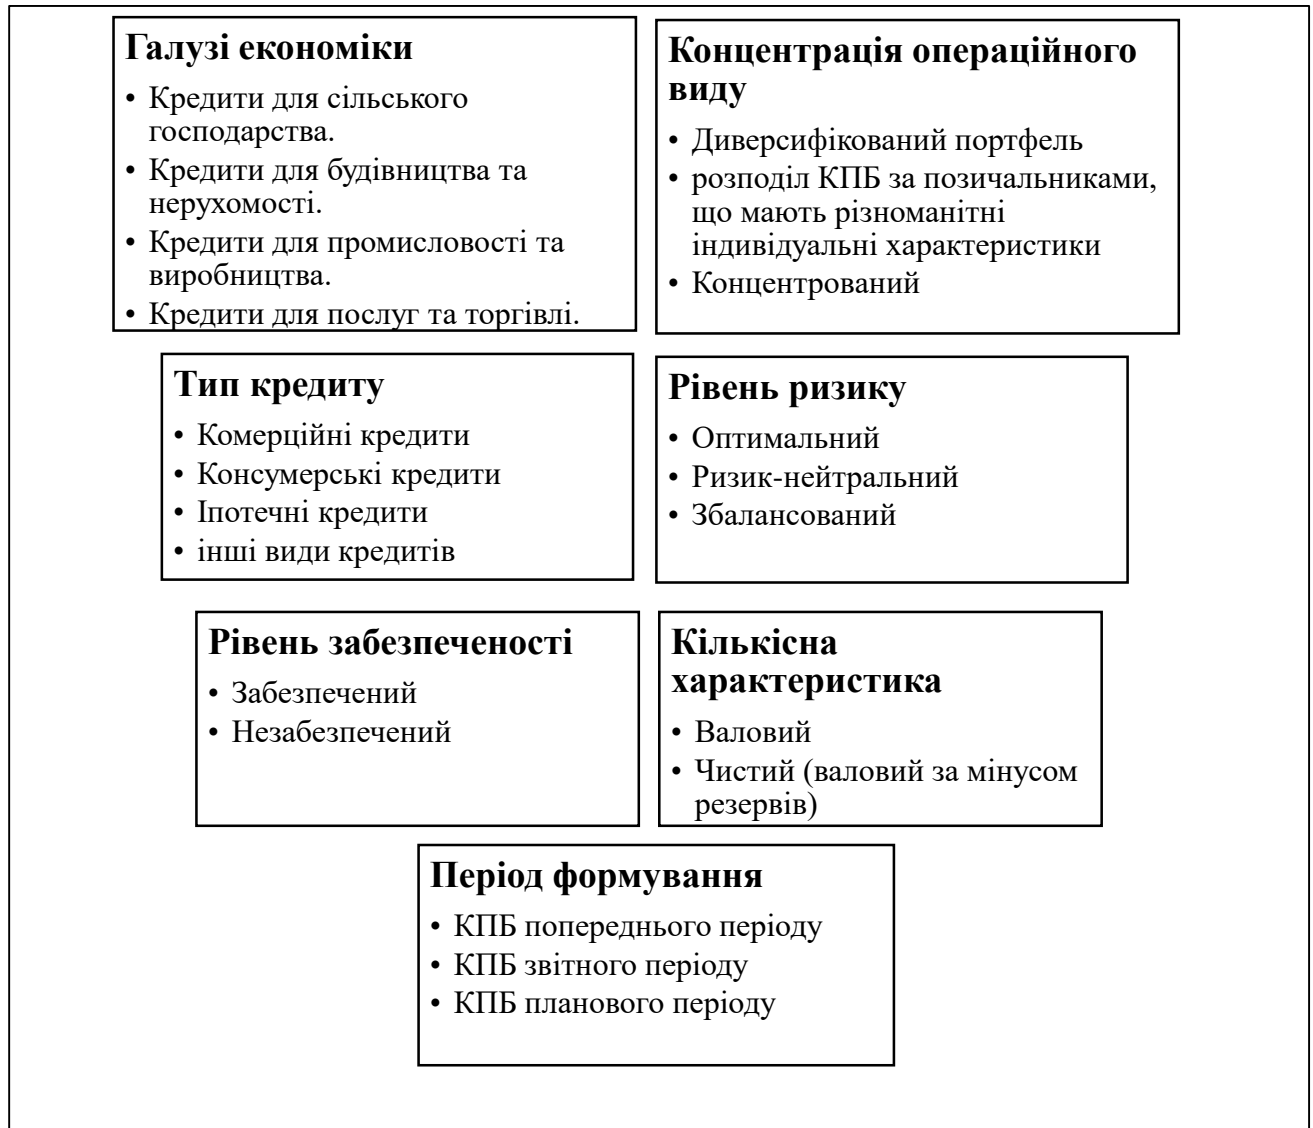 Галузі економіки
• Кредити для сільського
господарства.
• Кредити для будівництва та
нерухомості.
• Кредити для промисловості та
виробництва.
• Кредити для послуг та торгівлі.
Концентрація операційного
виду
• Диверсифікований портфель
• розподіл КПБ за позичальниками,
що мають різноманітні
індивідуальні характеристики
• Концентрований
Тип кредиту
• Комерційні кредити
• Консумерські кредити
• Іпотечні кредити
• інші види кредитів
Рівень ризику
• Оптимальний
• Ризик-нейтральний
• Збалансований
Рівень забезпеченості
• Забезпечений
• Незабезпечений
Кількісна
характеристика
• Валовий
• Чистий (валовий за мінусом
резервів)
Період формування
• КПБ попереднього періоду
• КПБ звітного періоду
• КПБ планового періоду